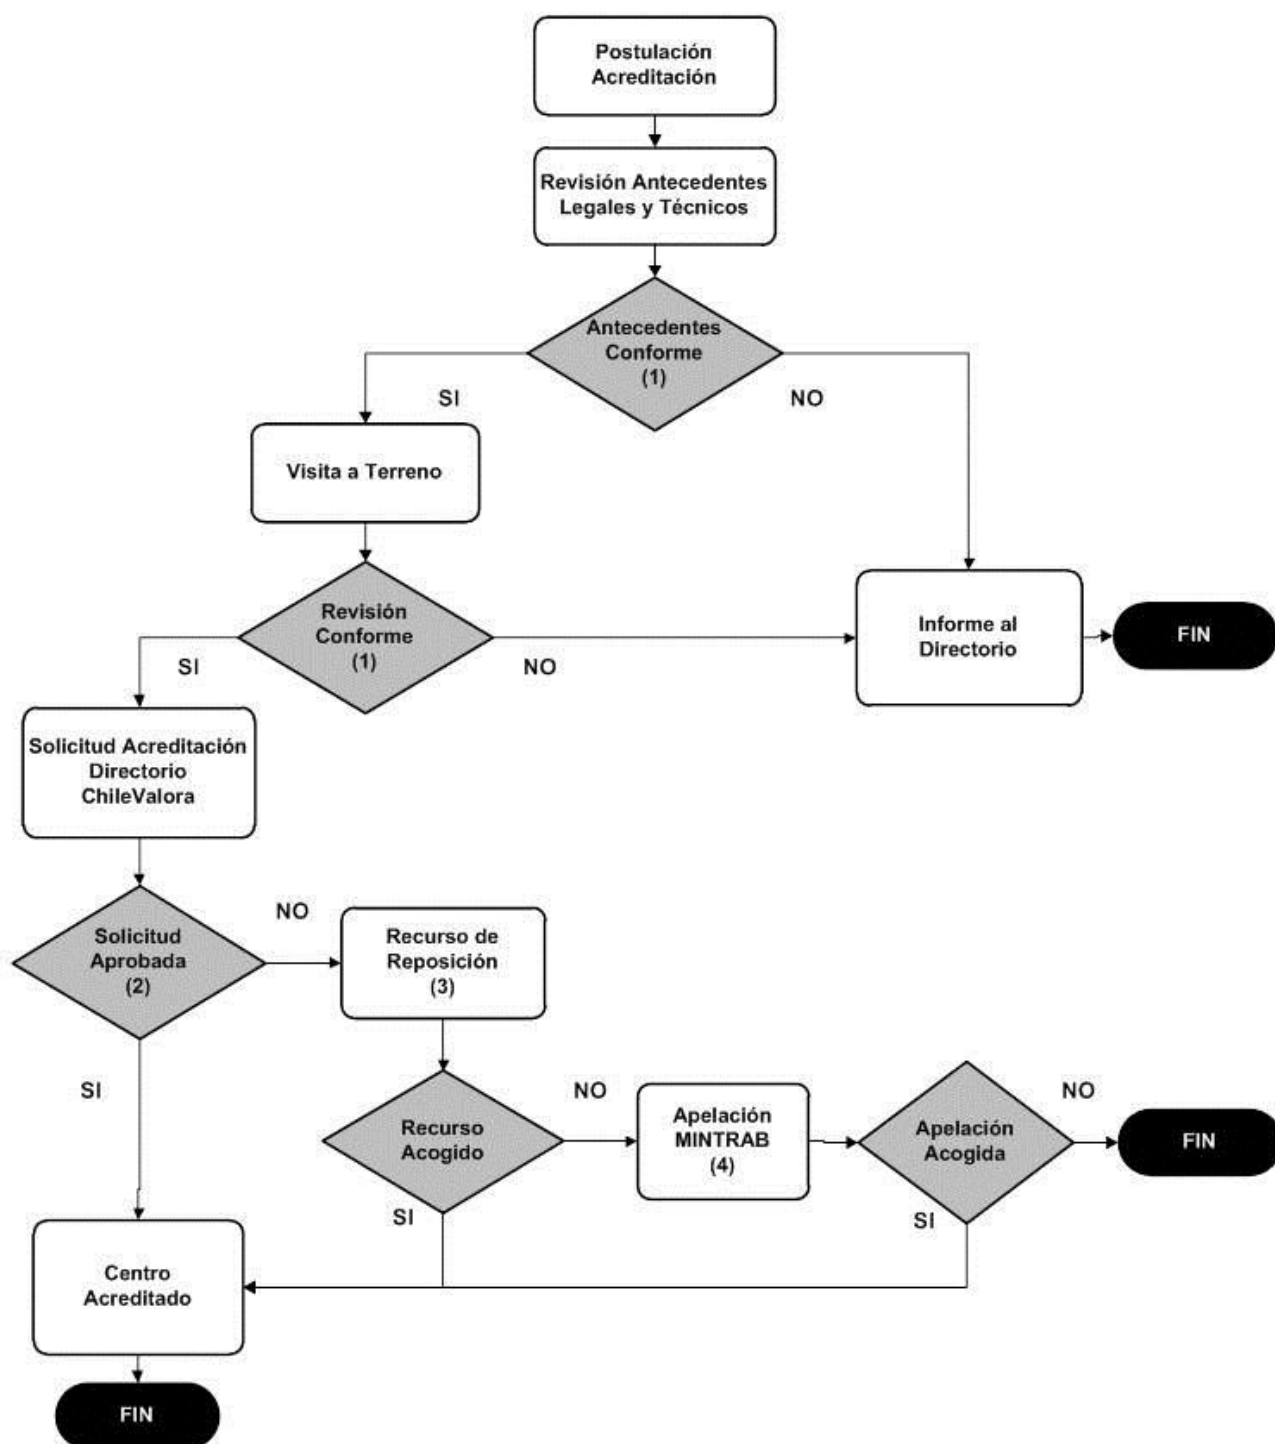 Postulación
Acreditación
Revisión Antecedentes
Legales y Técnicos
Antecedentes
Conforme
(1)
SI
NO
Visita a Terreno
Revisión
Conforme
(1)
SI
NO
Informe al
Directorio
FIN
Solicitud Acreditación
Directorio
ChileValora
Solicitud
Aprobada
(2)
NO
SI
Recurso de
Reposición
(3)
Recurso
Acogido
NO
SI
Apelación
MINTRAB
(4)
Apelación
Acogida
NO
SI
FIN
Centro
Acreditado
FIN